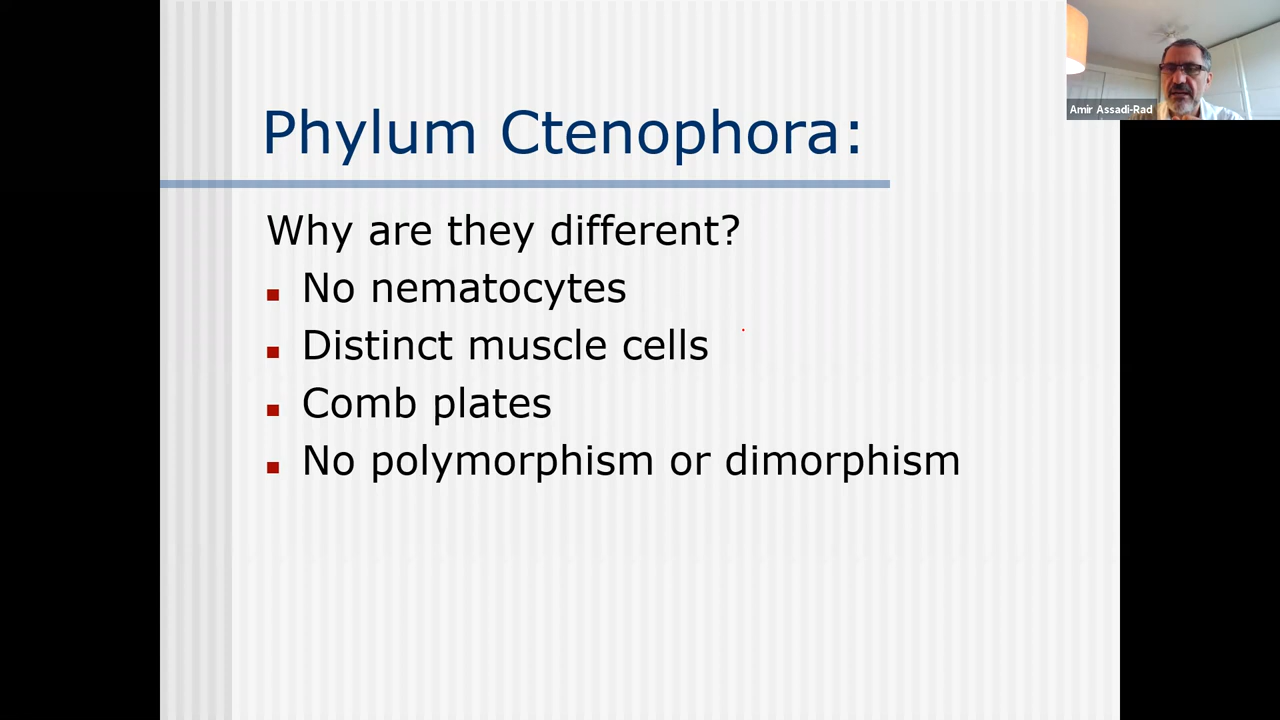 Phylum Ctenophora:
Why are they different?
No nematocytes
Distinct muscle cells
Comb plates
No polymorphism or dimorphism
Amir Assadi-Rad